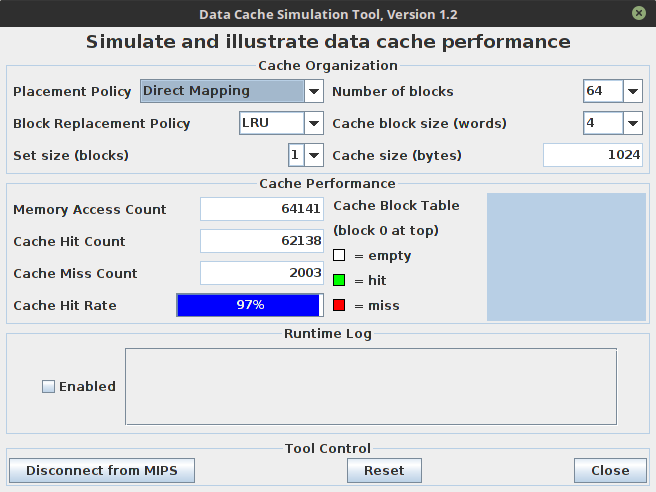 Data Cache Simulation Tool, Version 1.2
Simulate and illustrate data cache performance
Cache Organization
Placement Policy Direct Mapping Number of blocks 64
Block Replacement Policy LRU Cache block size (words) 4
Set size (blocks) 1 Cache size (bytes) 1024
Cache Performance
Memory Access Count 64141 Cache Block Table
(block 0 at top)
Cache Hit Count 62138
= empty
Cache Miss Count 2003
= hit
Cache Hit Rate 97% = miss
Runtime Log
Enabled
Tool Control
Disconnect from MIPS Reset Close